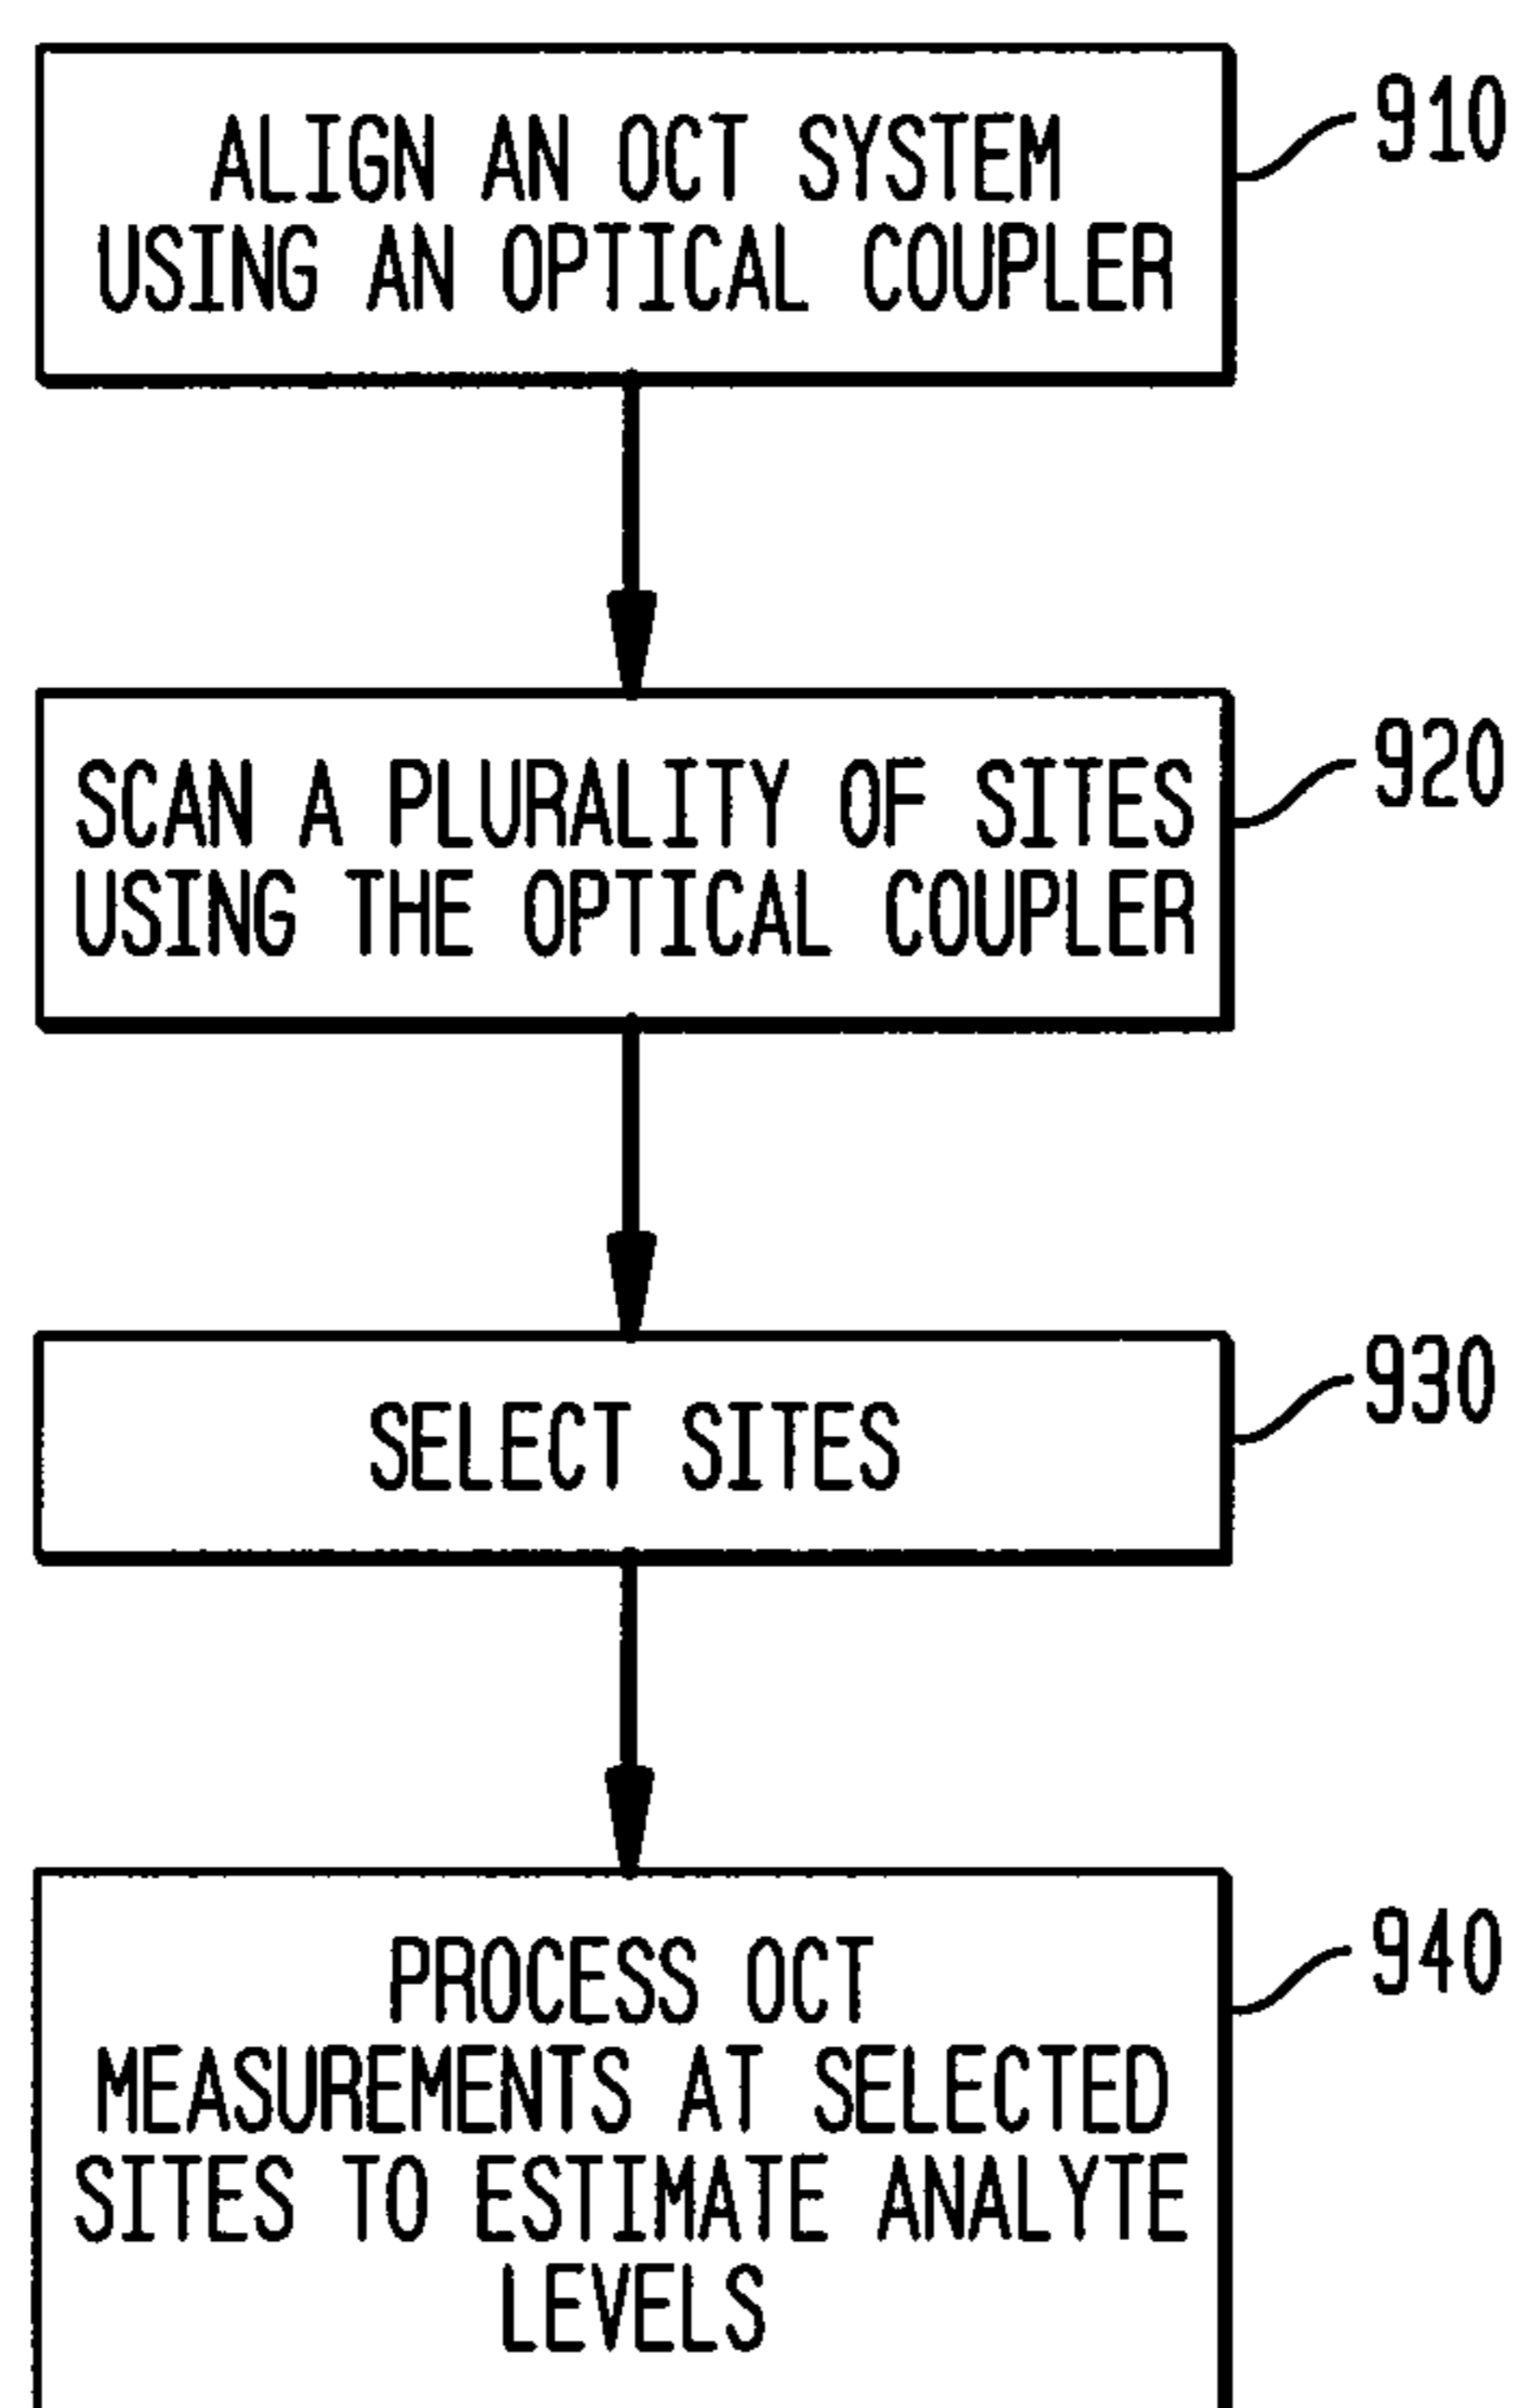 ALIGN AN OCT SYSTEM
USING AN OPTICAL COUPLER
910
SCAN A PLURALITY OF SITES
USING THE OPTICAL COUPLER
920
SELECT SITES
930
PROCESS OCT
MEASUREMENTS AT SELECTED
SITES TO ESTIMATE ANALYTE
LEVELS
940